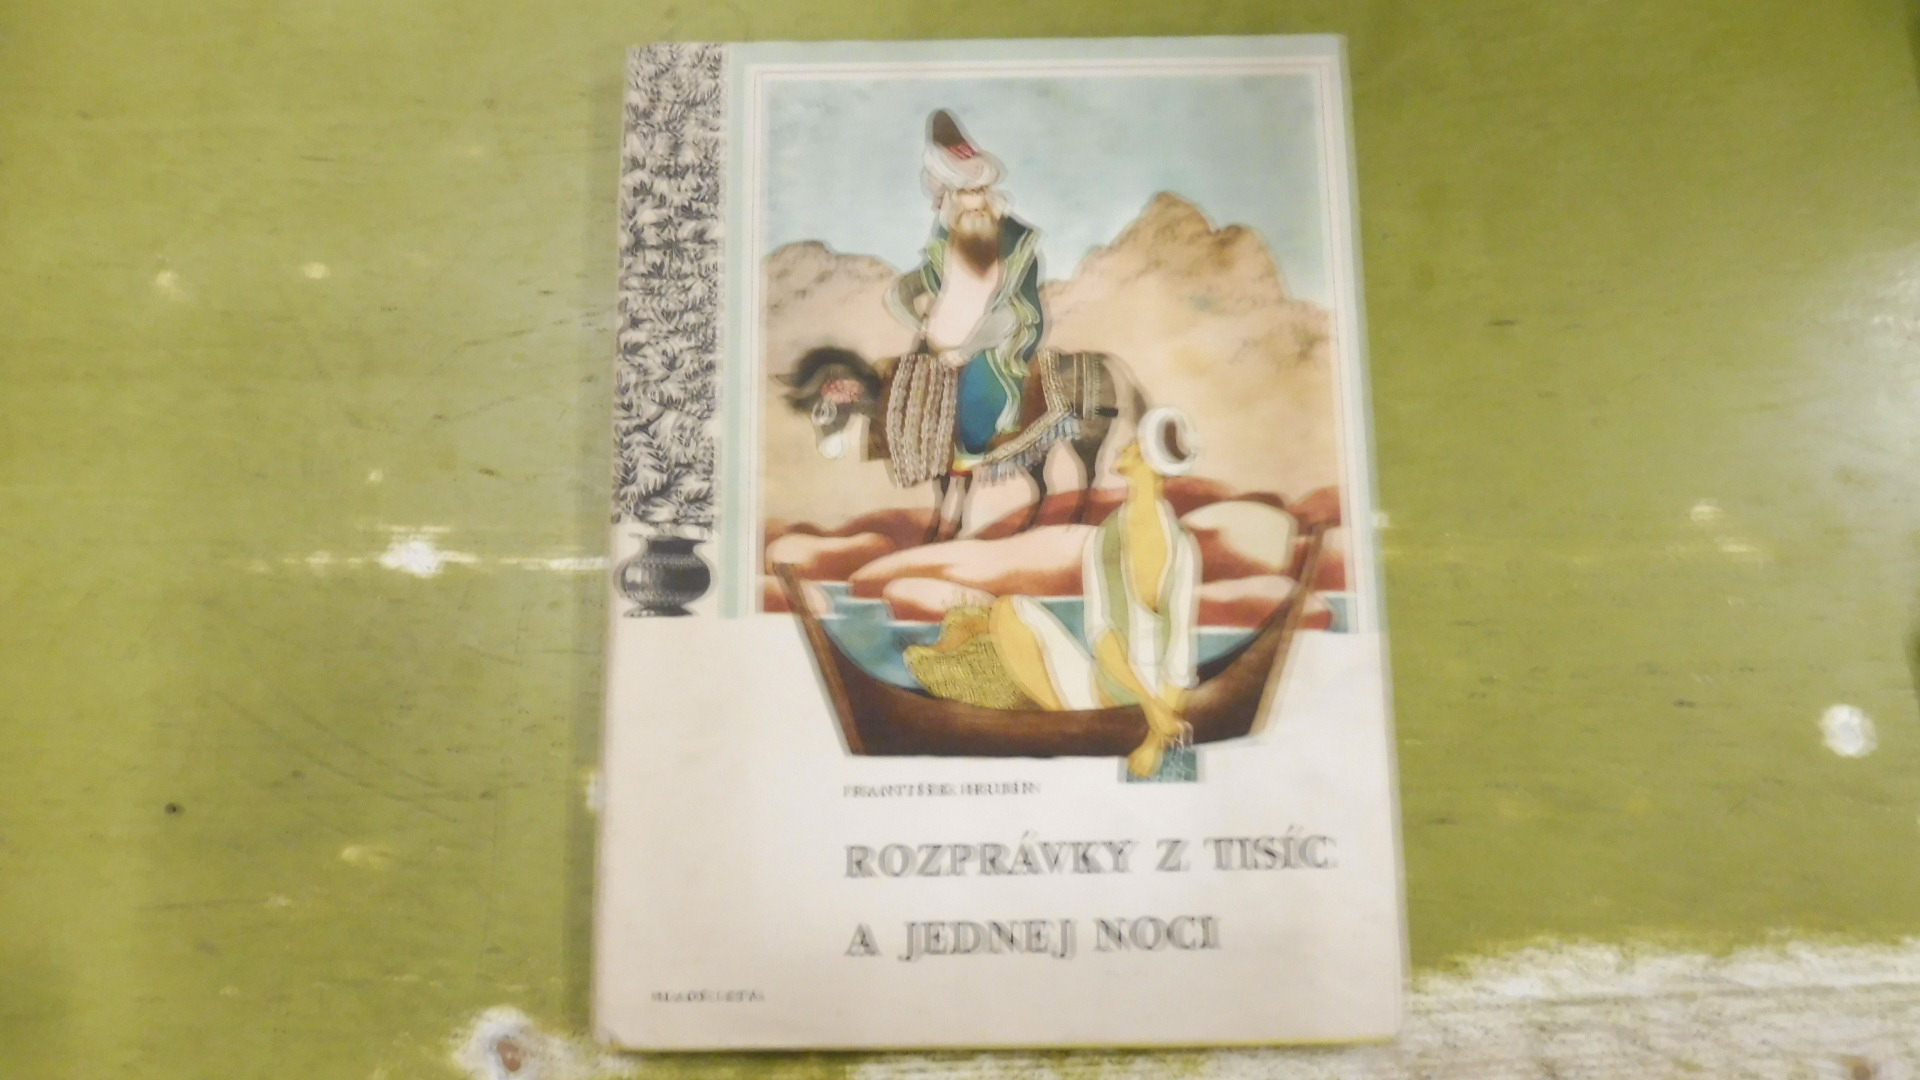 FRANTIŠEK HRUBÍN
ROZPRÁVKY Z TISÍC
A JEDNEJ NOCI
MLADÉ LETÁ